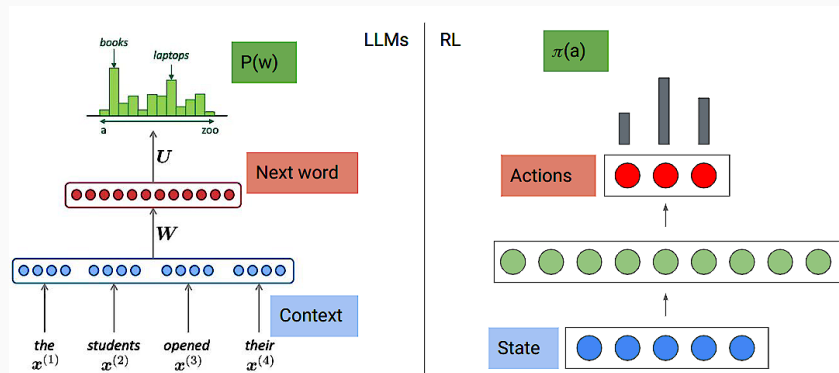 LLMs
books
laptops
P(w)
a zoo
U
Next word
W
Context
the students opened their
x(1) x(2) x(3) x(4)
RL
π(a)
Actions
State